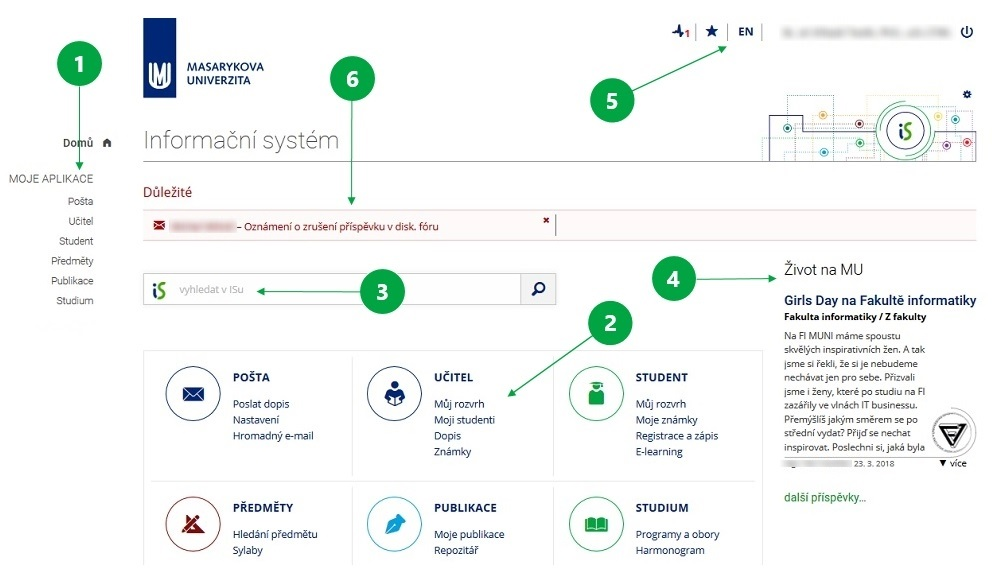 1
EN
MASARYKOVA
UNIVERZITA
1
6
5
Domů
Informační systém
iS
MOJE APLIKACE
Pošta
Učitel
Student
Předměty
Publikace
Studium
Důležité
– Oznámení o zrušení příspěvku v disk. fóru
iS vyhledat v ISu
3
4
2
Život na MU
Girls Day na Fakultě informatiky
Fakulta informatiky / Z fakulty
Na FI MUNI máme spoustu
skvělých inspirativních žen. A tak
jsme si řekli, že si je nebudeme
nechávat jen pro sebe. Přizvali
jsme i ženy, které po studiu na FI
zazářily ve vlnách IT businessu.
Přemýšlíš jakým směrem se po
střední vydat? Přijď se nechat
inspirovat. Poslechni si, jaká byla
23. 3. 2018
▼ více
další příspěvky...
POŠTA
Poslat dopis
Nastavení
Hromadný e-mail
UČITEL
Můj rozvrh
Moji studenti
Dopis
Známky
STUDENT
Můj rozvrh
Moje známky
Registrace a zápis
E-learning
PŘEDMĚTY
Hledání předmětu
Sylaby
PUBLIKACE
Moje publikace
Repozitář
STUDIUM
Programy a obory
Harmonogram